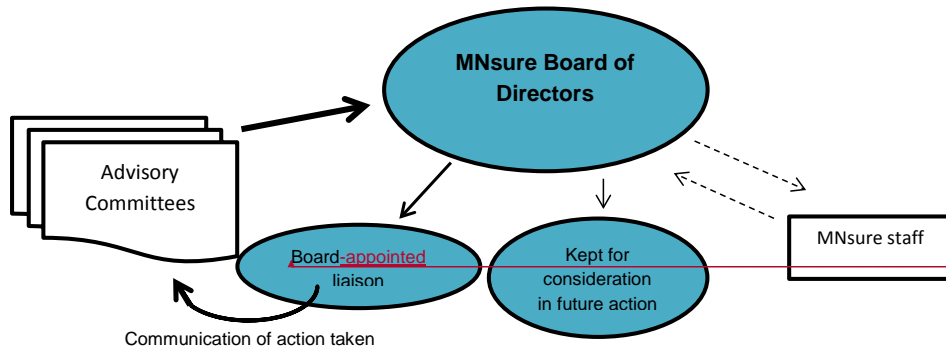 MNsure Board of
Directors
Advisory
Committees
Board-appointed
liaison
Kept for
consideration
in future action
MNsure staff
Communication of action taken